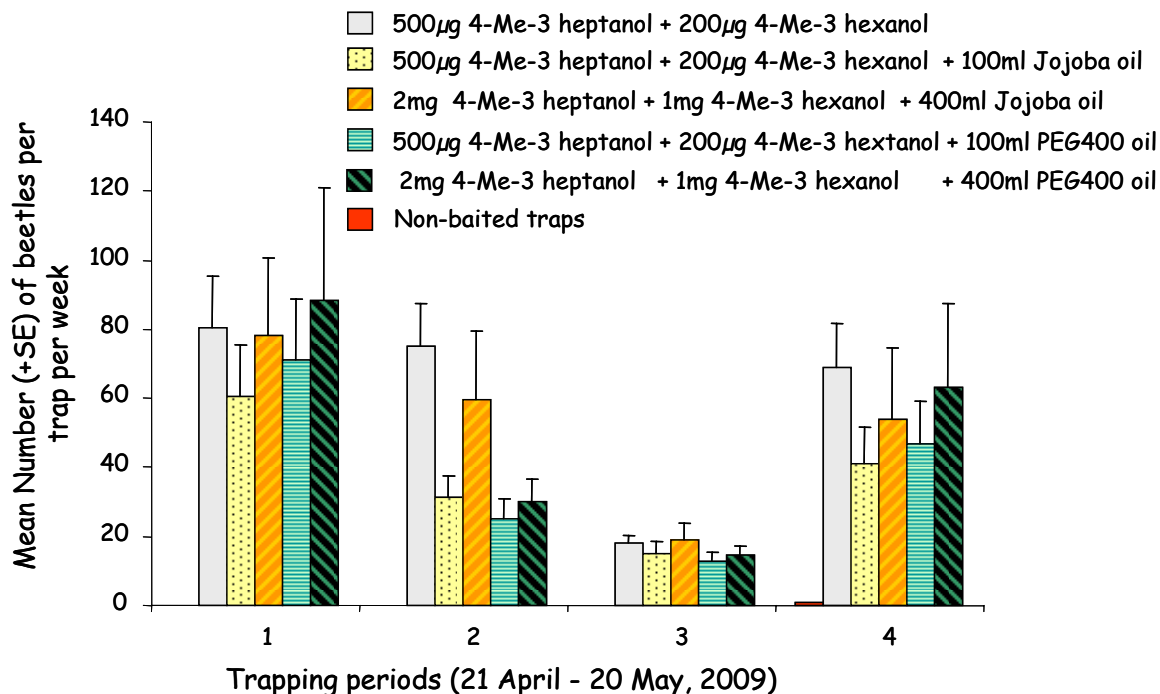 500µg 4-Me-3 heptanol + 200µg 4-Me-3 hexanol
500µg 4-Me-3 heptanol + 200µg 4-Me-3 hexanol + 100ml Jojoba oil
2mg 4-Me-3 heptanol + 1mg 4-Me-3 hexanol + 400ml Jojoba oil
500µg 4-Me-3 heptanol + 200µg 4-Me-3 hextanol + 100ml PEG400 oil
2mg 4-Me-3 heptanol + 1mg 4-Me-3 hexanol + 400ml PEG400 oil
Non-baited traps
Mean Number (+SE) of beetles per
trap per week
140
120
100
80
60
40
20
0
1 2 3 4
Trapping periods (21 April - 20 May, 2009)